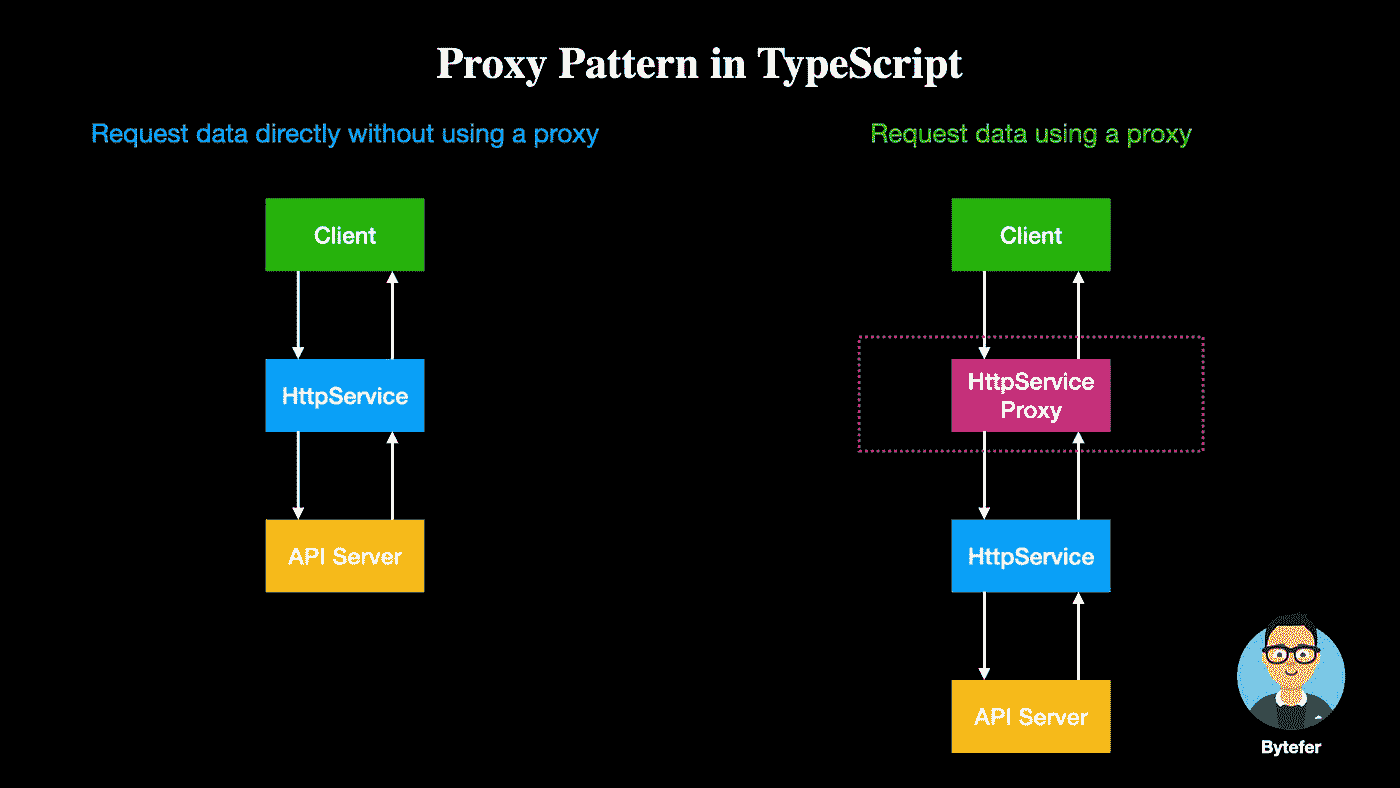 Proxy Pattern in TypeScript
Request data directly without using a proxy
Client
HttpService
API Server
Request data using a proxy
Client
HttpService
Proxy
HttpService
API Server
Bytefer